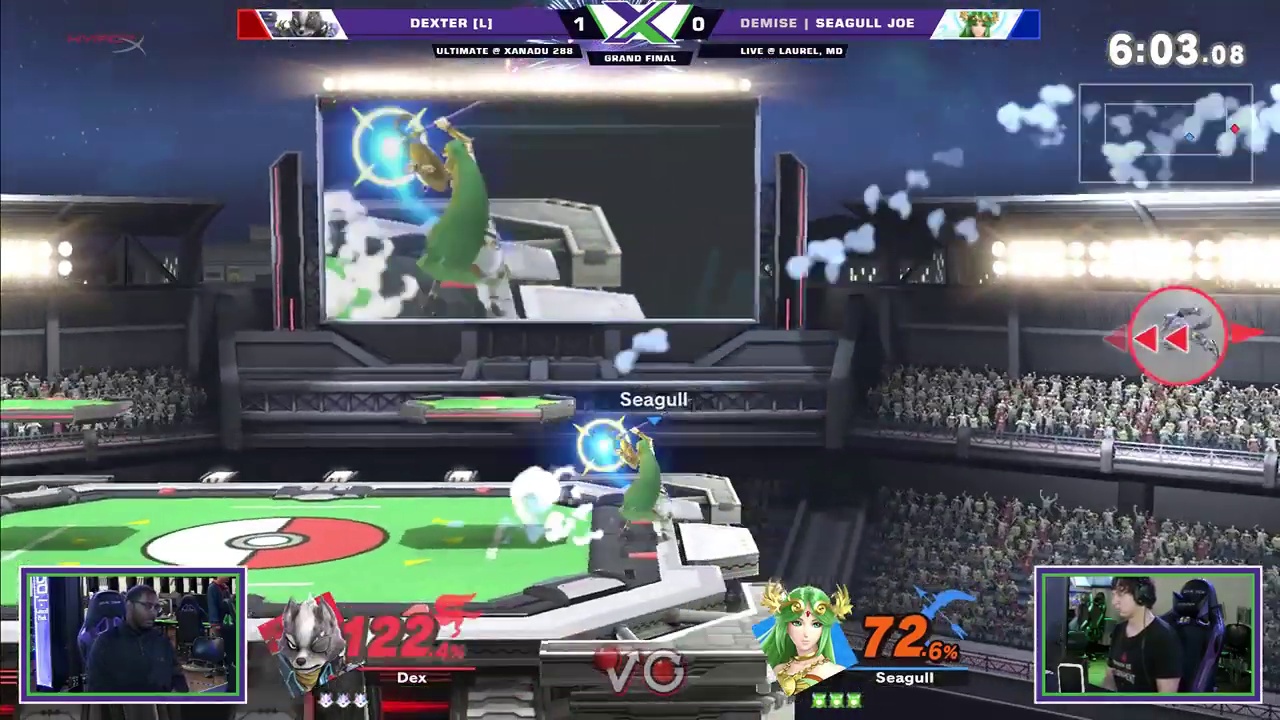 DEXTER [L]
1
0
DEMISE | SEAGULL JOE
ULTIMATE @ XANADU 288
GRAND FINAL
LIVE @ LAUREL, MD
6:03.08
Seagull
122.4%
Dex
72.6%
Seagull